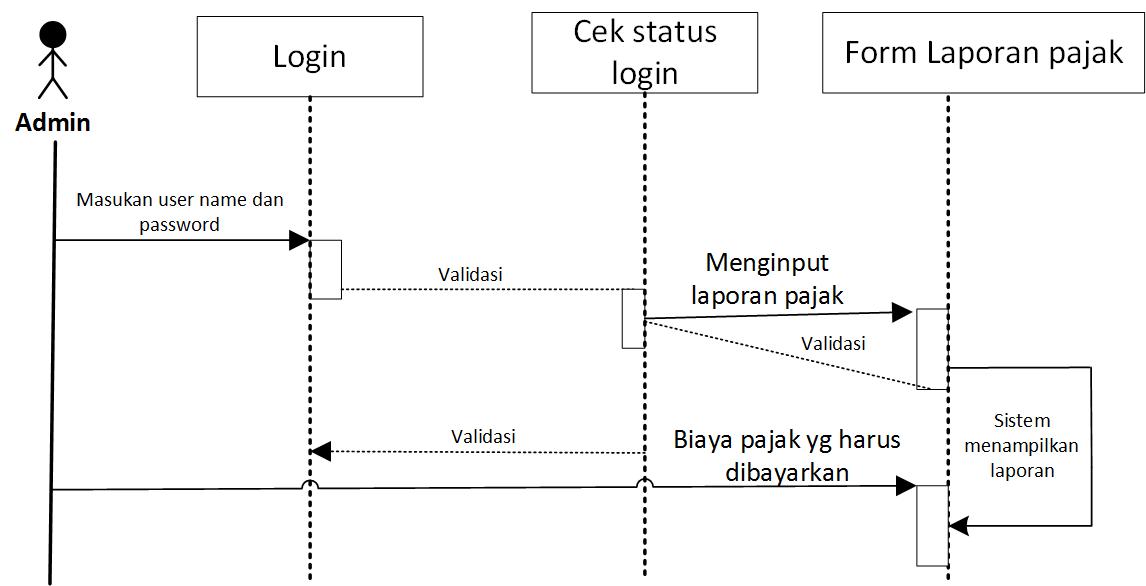 Login
Cek status
login
Form Laporan pajak
Admin
Masukan user name dan
password
Validasi
Menginput
laporan pajak
Validasi
Sistem
menampilkan
laporan
Validasi
Biaya pajak yg harus
dibayarkan